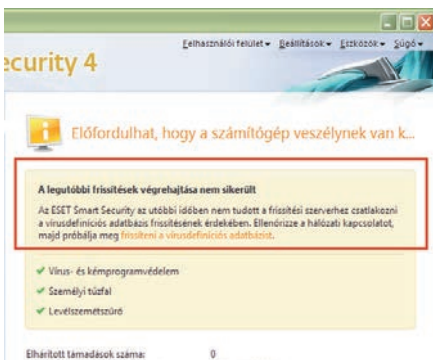 Felhasználói felület Beállítások Eszközök Súgó
ecurity 4
Előfordulhat, hogy a számítógép veszélynek van k...
A legutóbbi frissítések végrehajtása nem sikerült
Az ESET Smart Security az utóbbi időben nem tudott a frissítési szerverhez csatlakozni
a vírusdefiníciós adatbázis frissítésének érdekében. Ellenőrizze a hálózati kapcsolatot,
majd próbálja meg frissíteni a vírusdefiníciós adatbázist.
Vírus- és kémprogramvédelem
Személyi tűzfal
Levélszemétszűrő
Elhárított támadások száma: 0